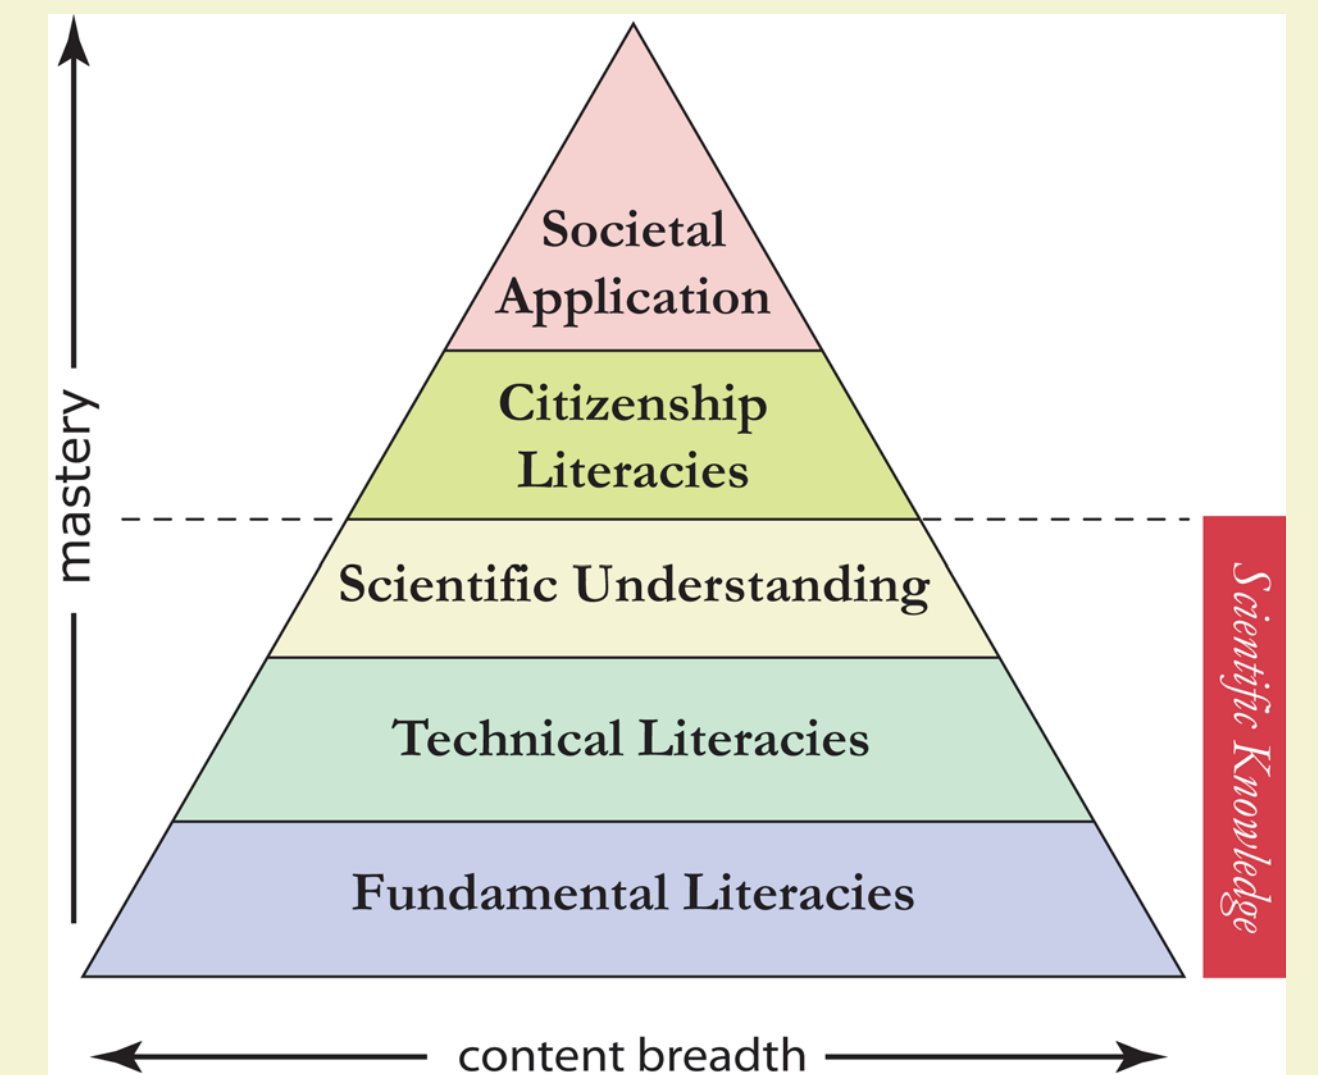 Societal
Application
Citizenship
Literacies
Scientific Understanding
Technical Literacies
Fundamental Literacies
mastery
Scientific Knowledge
content breadth